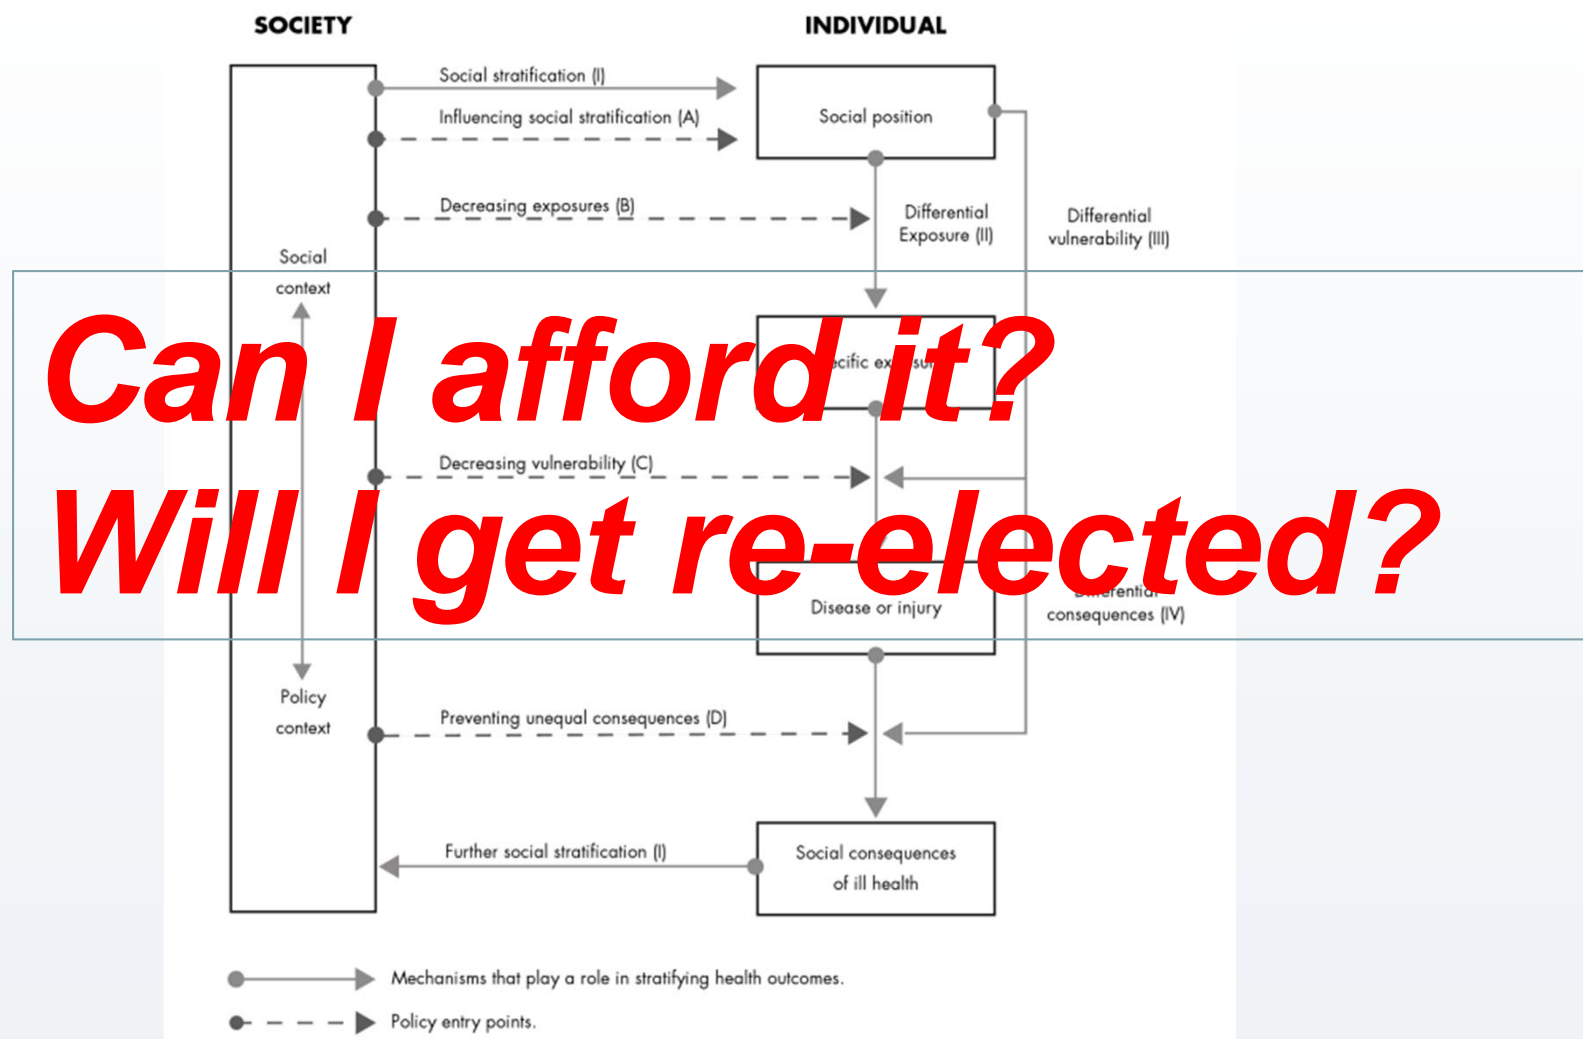 SOCIETY
INDIVIDUAL
Social stratification (I)
Influencing social stratification (A)
Social position
Decreasing exposures (B)
Differential
Exposure (II)
Differential
vulnerability (III)
Social
context
Can I afford it?
Decreasing vulnerability (C)
Will I get re-elected?
Disease or injury
Differential
consequences (IV)
Policy
context
Preventing unequal consequences (D)
Further social stratification (I)
Social consequences
of ill health
Mechanisms that play a role in stratifying health outcomes.
Policy entry points.